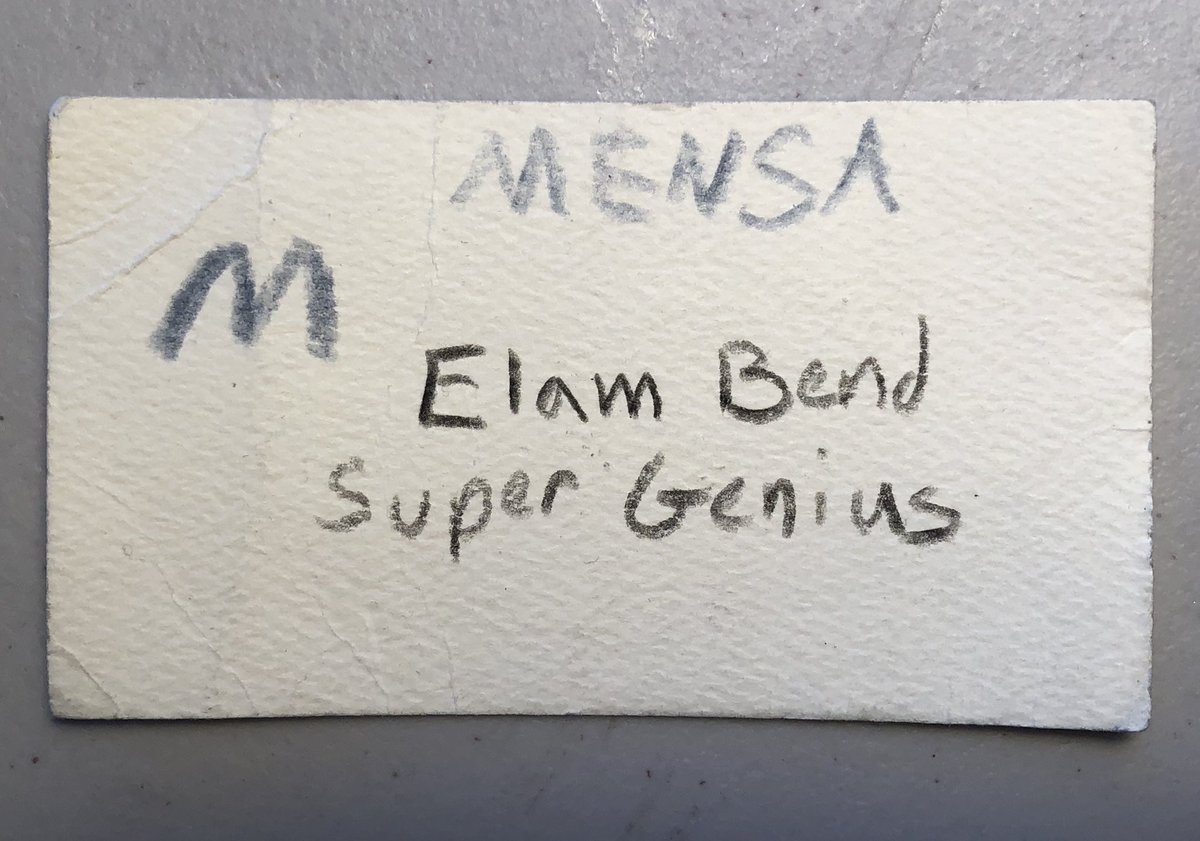 MENSA
M
Elam Bend
Super Genius